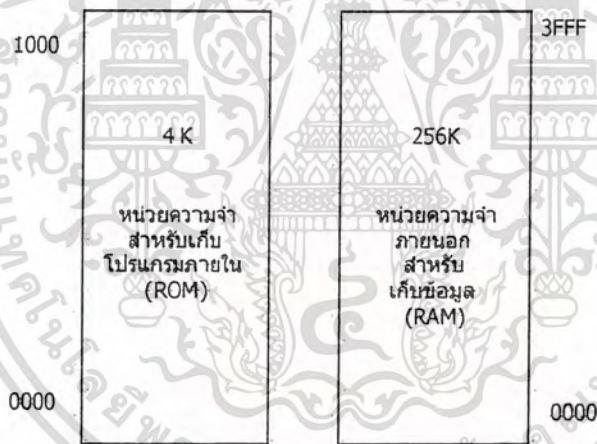 1000
4 K
หน่วยความจำ
สำหรับเก็บ
โปรแกรมภายใน
(ROM)
0000
3FFF
256K
หน่วยความจำ
ภายนอก
สำหรับ
เก็บข้อมูล
(RAM)
0000